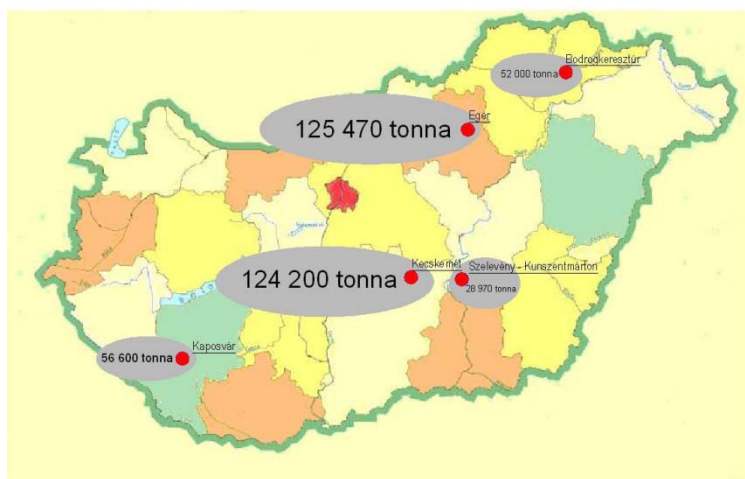 Bodrogkeresztúr
52 000 tonna
Eger
125 470 tonna
Kecskemét
124 200 tonna
Szelevény - Kunszentmárton
28 970 tonna
Kaposvár
56 600 tonna